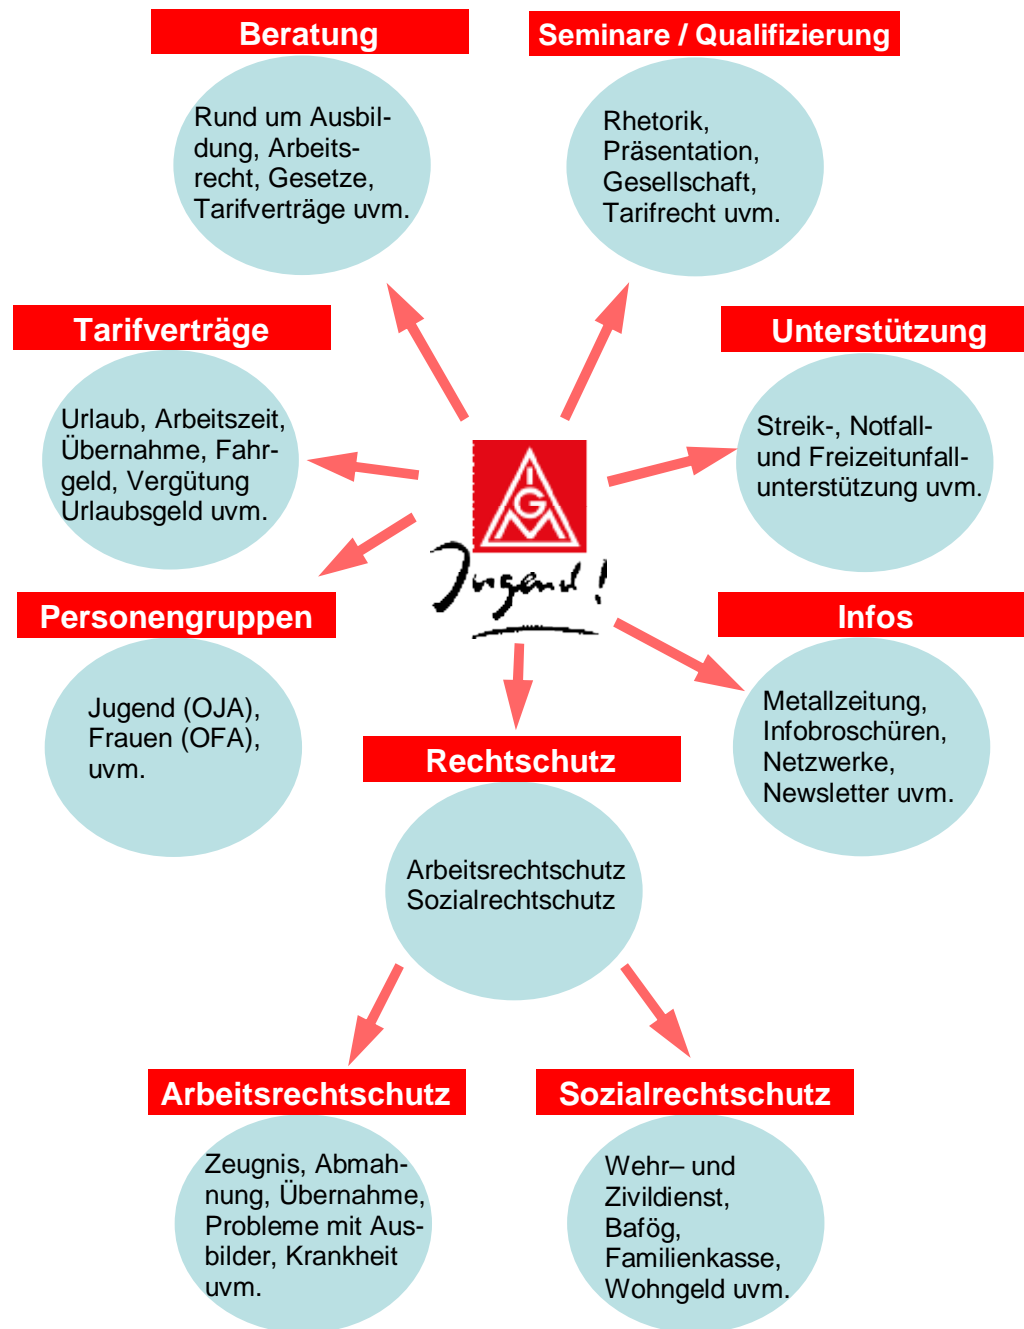 Beratung
Rund um Ausbil-
dung, Arbeits-
recht, Gesetze,
Tarifverträge uvm.
Seminare / Qualifizierung
Rhetorik,
Präsentation,
Gesellschaft,
Tarifrecht uvm.
Tarifverträge
Urlaub, Arbeitszeit,
Übernahme, Fahr-
geld, Vergütung
Urlaubsgeld uvm.
Unterstützung
Streik-, Notfall-
und Freizeitunfall-
unterstützung uvm.
IGM
Jugend!
Personengruppen
Jugend (OJA),
Frauen (OFA),
uvm.
Infos
Metallzeitung,
Infobroschüren,
Netzwerke,
Newsletter uvm.
Rechtschutz
Arbeitsrechtschutz
Sozialrechtschutz
Arbeitsrechtschutz
Zeugnis, Abmah-
nung, Übernahme,
Probleme mit Aus-
bilder, Krankheit
uvm.
Sozialrechtschutz
Wehr– und
Zivildienst,
Bafög,
Familienkasse,
Wohngeld uvm.